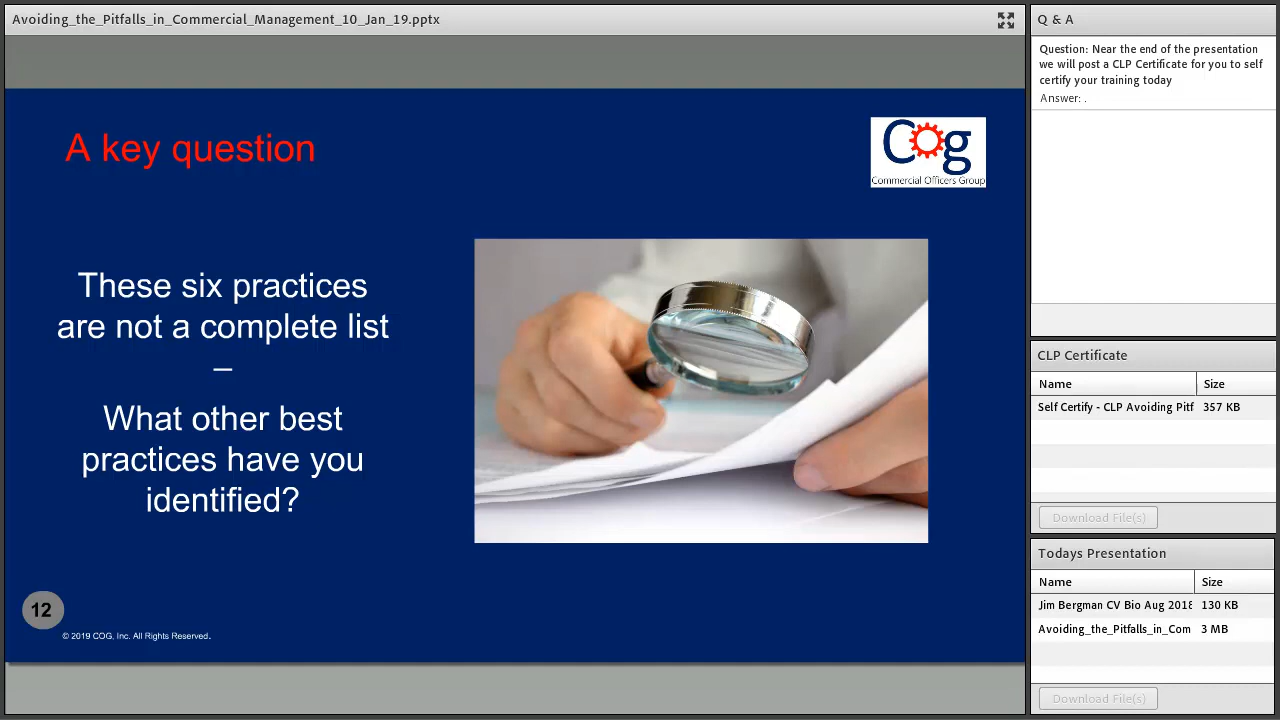 Avoiding_the_Pitfalls_in_Commercial_Management_10_Jan_19.pptx
A key question
Cog
Commercial Officers Group
These six practices
are not a complete list
–
What other best
practices have you
identified?
12
© 2019 COG, Inc. All Rights Reserved.
Q & A
Question: Near the end of the presentation
we will post a CLP Certificate for you to self
certify your training today
Answer: .
CLP Certificate
Name Size
Self Certify - CLP Avoiding Pitf 357 KB
Download File(s)
Todays Presentation
Name Size
Jim Bergman CV Bio Aug 2018 130 KB
Avoiding_the_Pitfalls_in_Com 3 MB
Download File(s)